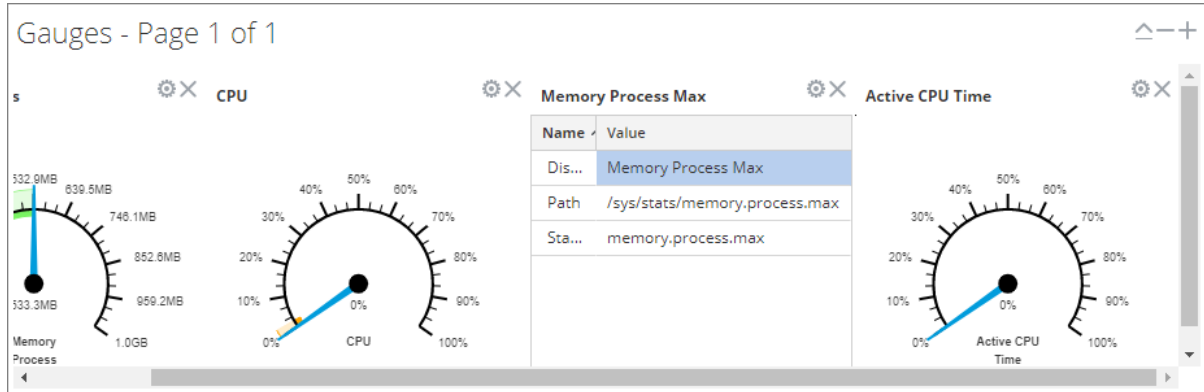 Gauges - Page 1 of 1
s
532.9MB
639.5MB
746.1MB
852.6MB
959.2MB
1.0GB
533.3MB
Memory
Process
CPU
0%
10%
20%
30%
40%
50%
60%
70%
80%
90%
100%
0%
CPU
Memory Process Max
Name Value
Dis... Memory Process Max
Path /sys/stats/memory.process.max
Sta... memory.process.max
Active CPU Time
0%
10%
20%
30%
40%
50%
60%
70%
80%
90%
100%
0%
Active CPU
Time